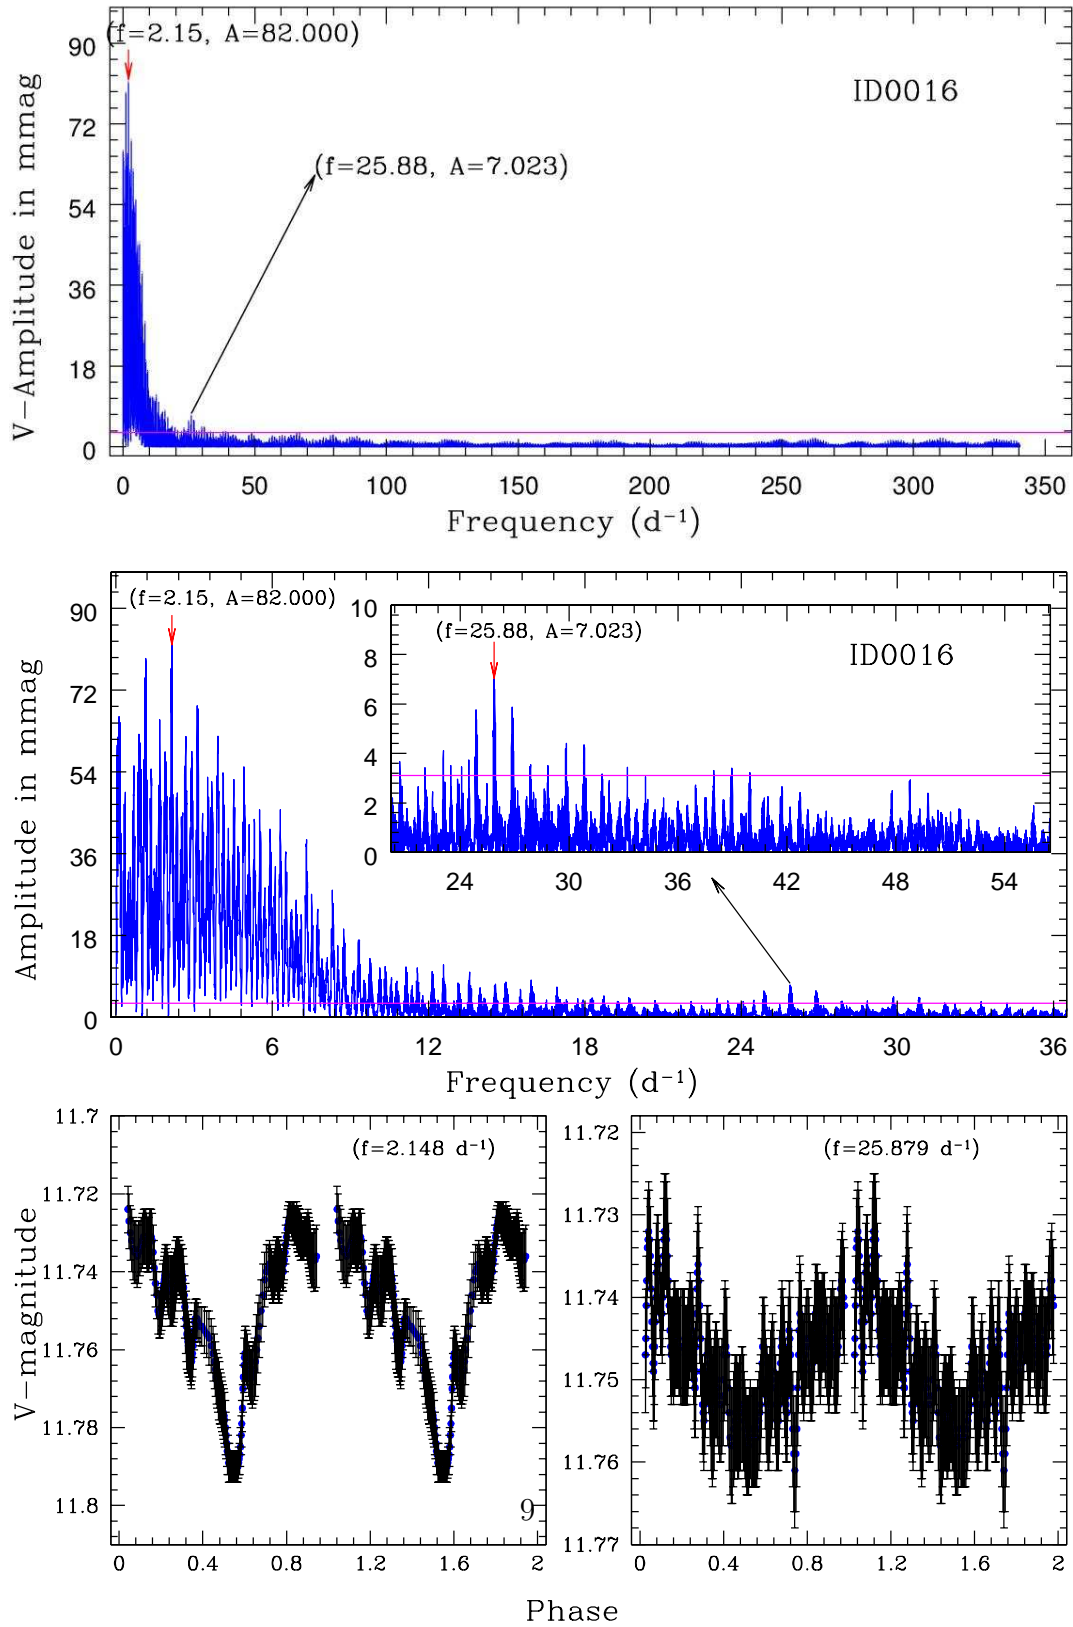 (f=2.15, A=82.000)
ID0016
(f=25.88, A=7.023)
V-Amplitude in mmag
90
72
54
36
18
0
0 50 100 150 200 250 300 350
Frequency (d⁻¹)
(f=2.15, A=82.000)
(f=25.88, A=7.023)
ID0016
10
8
6
4
2
0
24 30 36 42 48 54
Amplitude in mmag
90
72
54
36
18
0
0 6 12 18 24 30 36
Frequency (d⁻¹)
V-magnitude
11.7
11.72
11.74
11.76
11.78
11.8
(f=2.148 d⁻¹)
9
0 0.4 0.8 1.2 1.6 2
11.72
11.73
11.74
11.75
11.76
11.77
(f=25.879 d⁻¹)
0 0.4 0.8 1.2 1.6 2
Phase